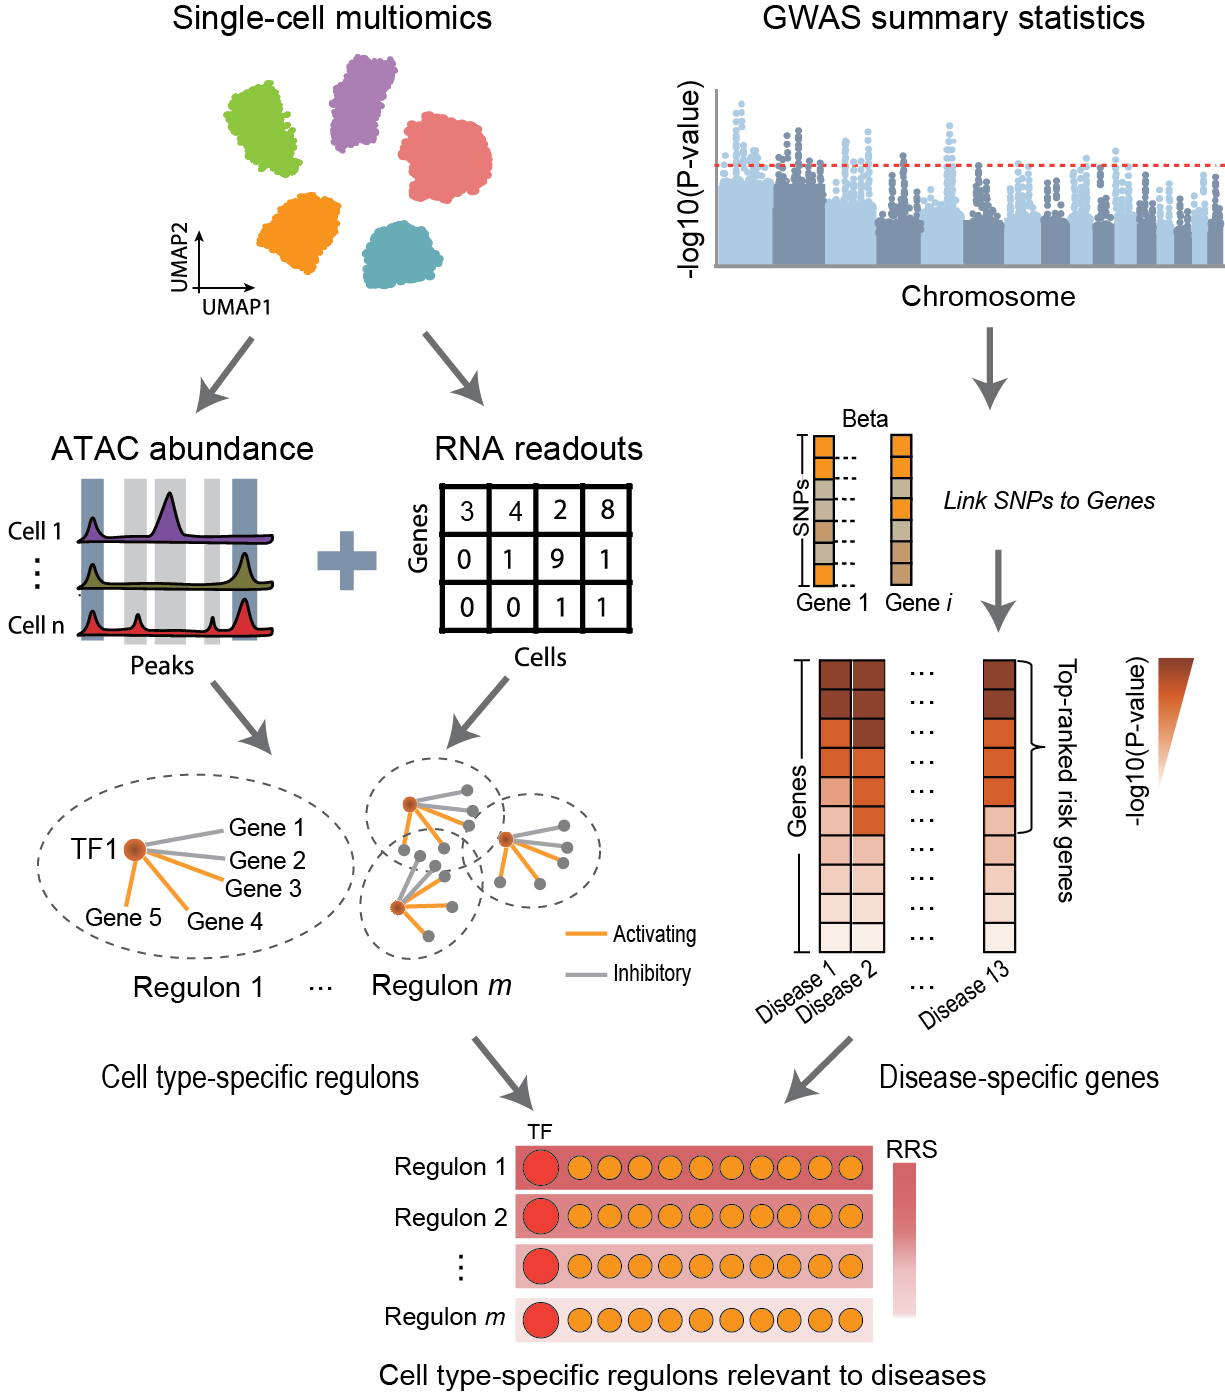 Single-cell multiomics
GWAS summary statistics
UMAP2
UMAP1
-log10(P-value)
Chromosome
ATAC abundance
RNA readouts
Cell 1
⋮
Cell n
Peaks
Genes
3 4 2 8
0 1 9 1
0 0 1 1
Cells
Beta
SNPs
Gene 1
Gene i
Link SNPs to Genes
TF1
Gene 1
Gene 2
Gene 3
Gene 4
Gene 5
Regulon 1
...
Regulon m
Activating
Inhibitory
Genes
...
...
...
...
...
...
...
...
...
...
Top-ranked risk genes
-log10(P-value)
Disease 1
Disease 2
...
Disease 13
Cell type-specific regulons
Disease-specific genes
TF
RRS
Regulon 1
Regulon 2
⋮
Regulon m
Cell type-specific regulons relevant to diseases